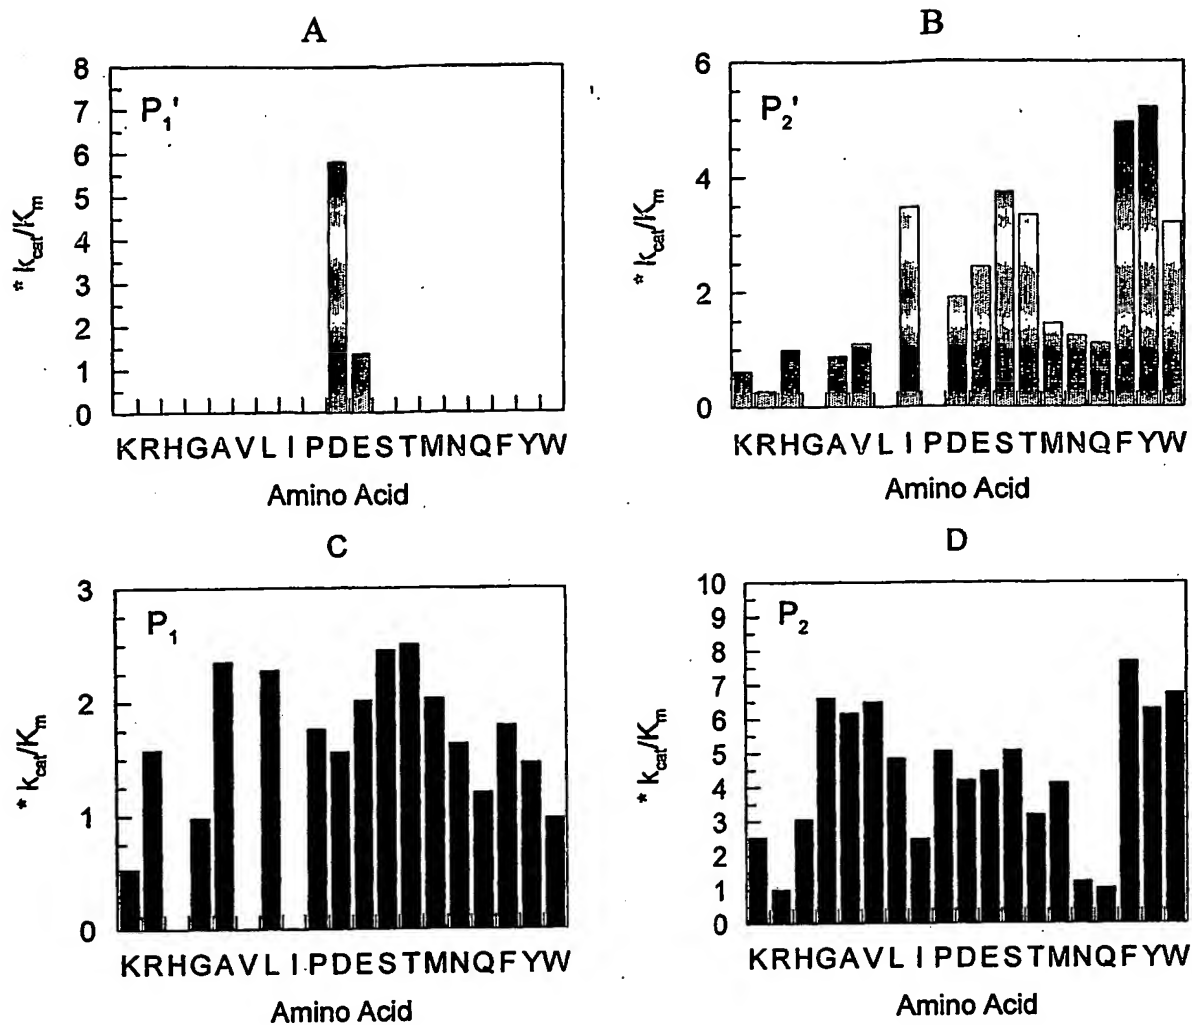 A
8
7
6
5
4
3
2
1
0
P1'
* kcat/Km
KRHGAVLIPDESTMNQFYW
Amino Acid
B
6
4
2
0
P2'
* kcat/Km
KRHGAVLIPDESTMNQFYW
Amino Acid
C
3
2
1
0
P1
* kcat/Km
KRHGAVLIPDESTMNQFYW
Amino Acid
D
10
9
8
7
6
5
4
3
2
1
0
P2
* kcat/Km
KRHGAVLIPDESTMNQFYW
Amino Acid